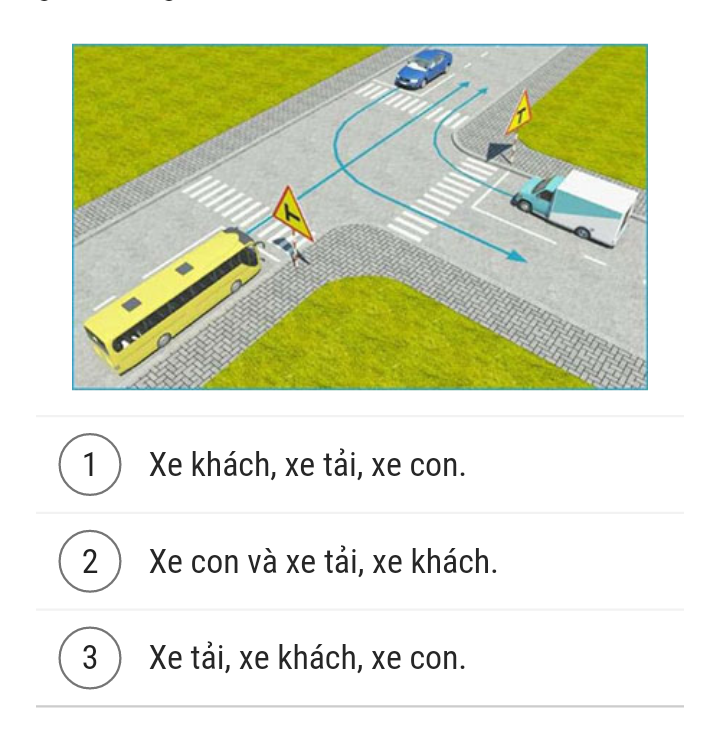 1 Xe khách, xe tải, xe con.
2 Xe con và xe tải, xe khách.
3 Xe tải, xe khách, xe con.